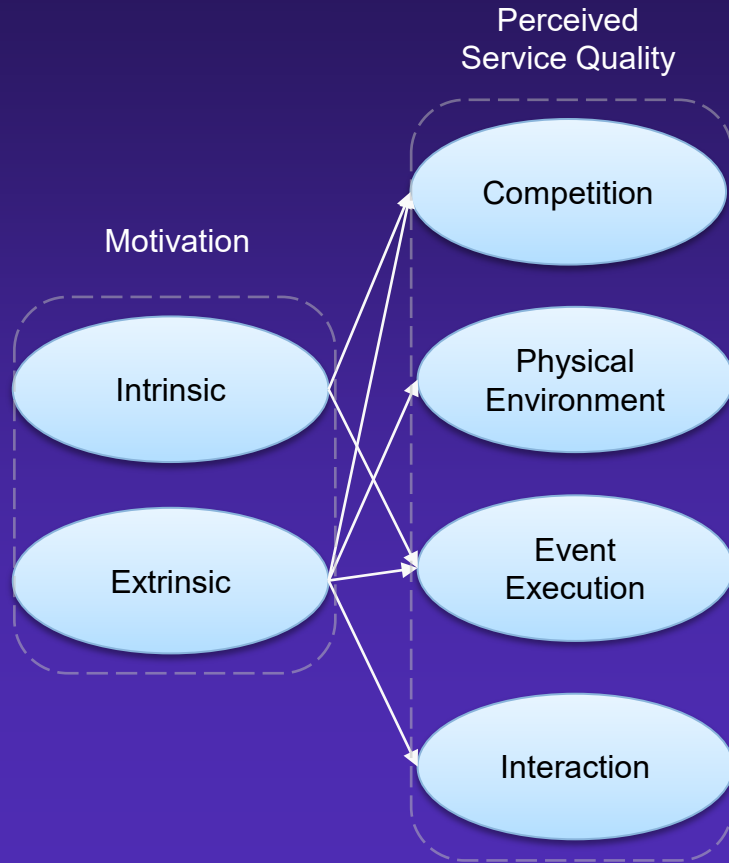 Perceived
Service Quality
Competition
Motivation
Physical
Environment
Intrinsic
Event
Execution
Extrinsic
Interaction